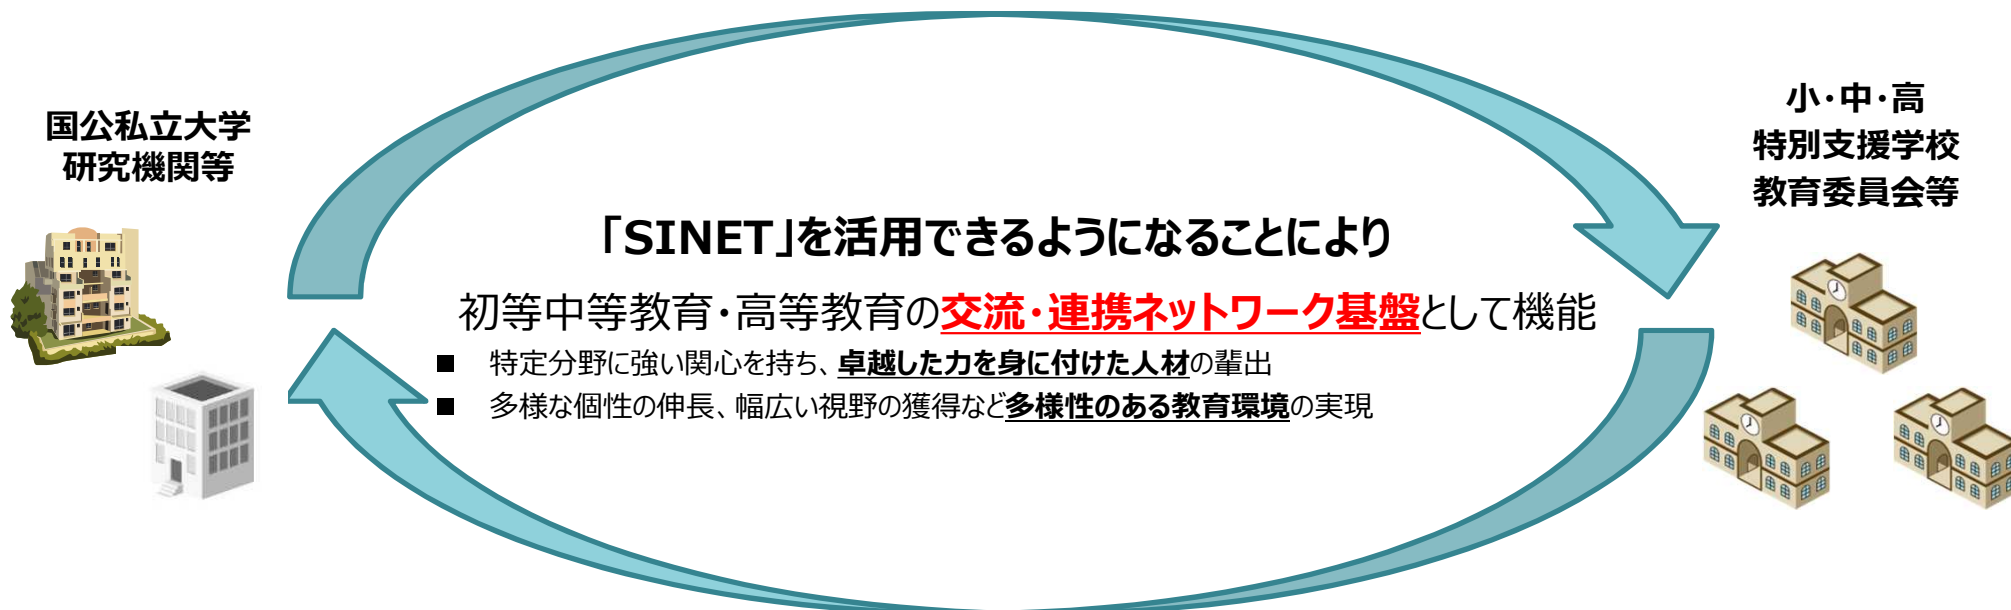 国公私立大学
研究機関等
小・中・高
特別支援学校
教育委員会等
「SINET」を活用できるようになることにより
初等中等教育・高等教育の交流・連携ネットワーク基盤として機能
■ 特定分野に強い関心を持ち、卓越した力を身に付けた人材の輩出
■ 多様な個性の伸長、幅広い視野の獲得など多様性のある教育環境の実現